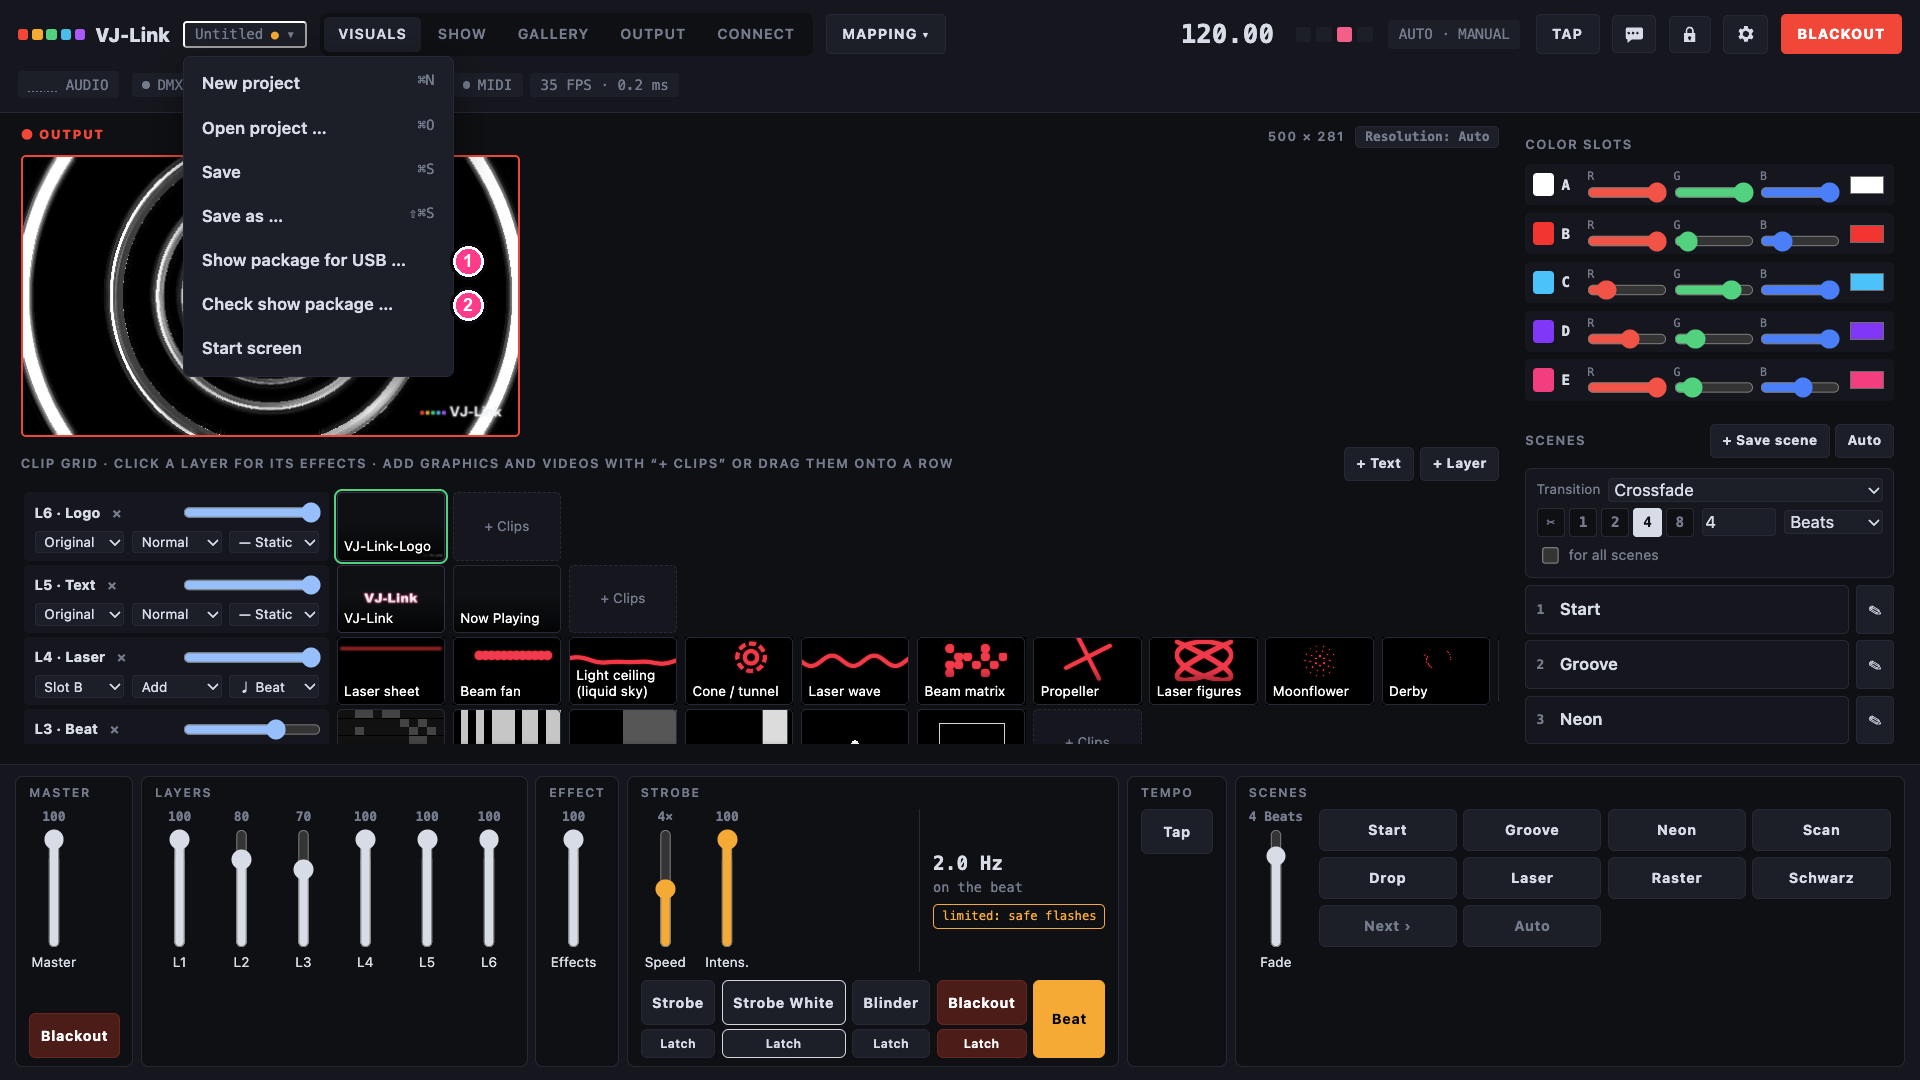 VJ-Link
Untitled
VISUALS
SHOW
GALLERY
OUTPUT
CONNECT
MAPPING
120.00
AUTO · MANUAL
TAP
BLACKOUT
AUDIO
DMX
MIDI
35 FPS · 0.2 ms
New project ⌘N
Open project ... ⌘O
Save ⌘S
Save as ... ⇧⌘S
Show package for USB ...
1
Check show package ...
2
Start screen
OUTPUT
500 × 281
Resolution: Auto
CLIP GRID · CLICK A LAYER FOR ITS EFFECTS · ADD GRAPHICS AND VIDEOS WITH “+ CLIPS” OR DRAG THEM ONTO A ROW
+ Text
+ Layer
L6 · Logo ×
Original
Normal
— Static
VJ-Link-Logo
+ Clips
L5 · Text ×
Original
Normal
— Static
VJ-Link
VJ-Link
Now Playing
+ Clips
L4 · Laser ×
Slot B
Add
♩ Beat
Laser sheet
Beam fan
Light ceiling
(liquid sky)
Cone / tunnel
Laser wave
Beam matrix
Propeller
Laser figures
Moonflower
Derby
L3 · Beat ×
+ Clips
COLOR SLOTS
A R G B
B R G B
C R G B
D R G B
E R G B
SCENES
+ Save scene
Auto
Transition
Crossfade
1
2
4
8
4
Beats
for all scenes
1 Start
2 Groove
3 Neon
MASTER
100
Master
Blackout
LAYERS
100 80 70 100 100 100
L1 L2 L3 L4 L5 L6
EFFECT
100
Effects
STROBE
4× 100
Speed Intens.
2.0 Hz
on the beat
limited: safe flashes
Strobe
Strobe White
Blinder
Blackout
Beat
Latch
Latch
Latch
Latch
TEMPO
Tap
SCENES
4 Beats
Fade
Start
Groove
Neon
Scan
Drop
Laser
Raster
Schwarz
Next ›
Auto